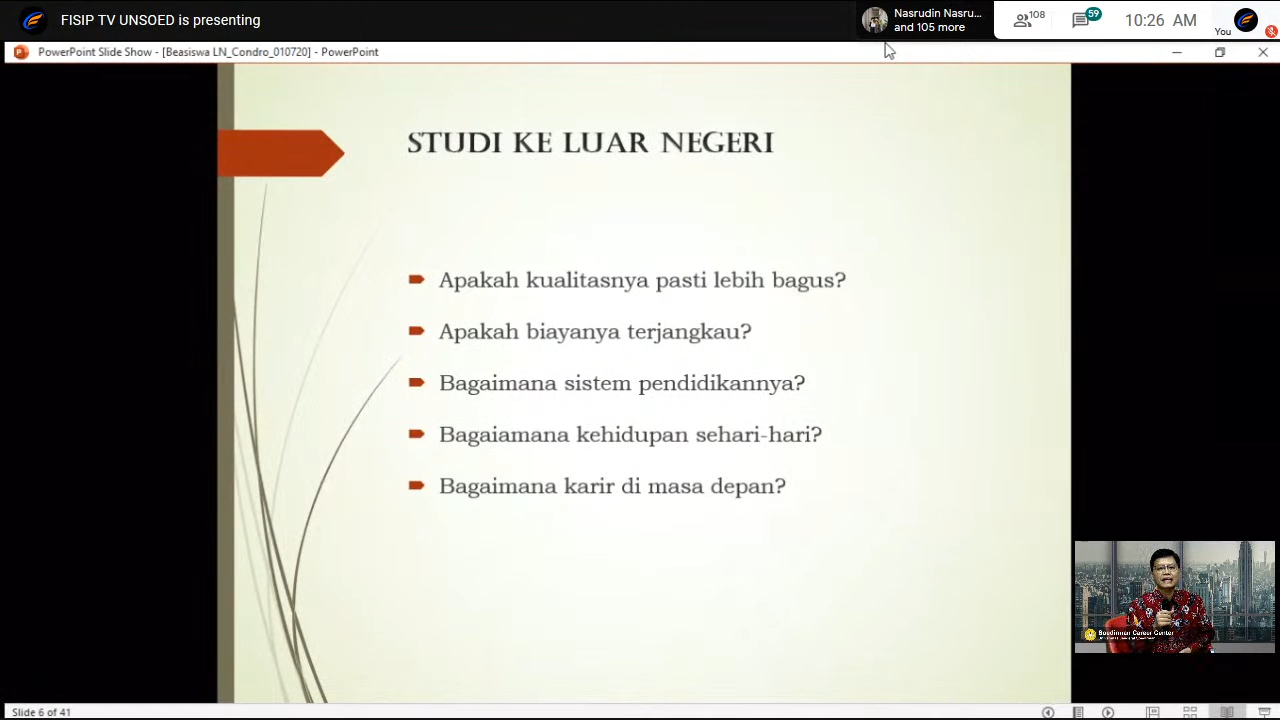 FISIP TV UNSOED is presenting
Nasrudin Nasru...
and 105 more
108
59
10:26 AM
You
PowerPoint Slide Show - [Beasiswa LN_Condro_010720] - PowerPoint
STUDI KE LUAR NEGERI
Apakah kualitasnya pasti lebih bagus?
Apakah biayanya terjangkau?
Bagaimana sistem pendidikannya?
Bagaiamana kehidupan sehari-hari?
Bagaimana karir di masa depan?
Career Center
Slide 6 of 41